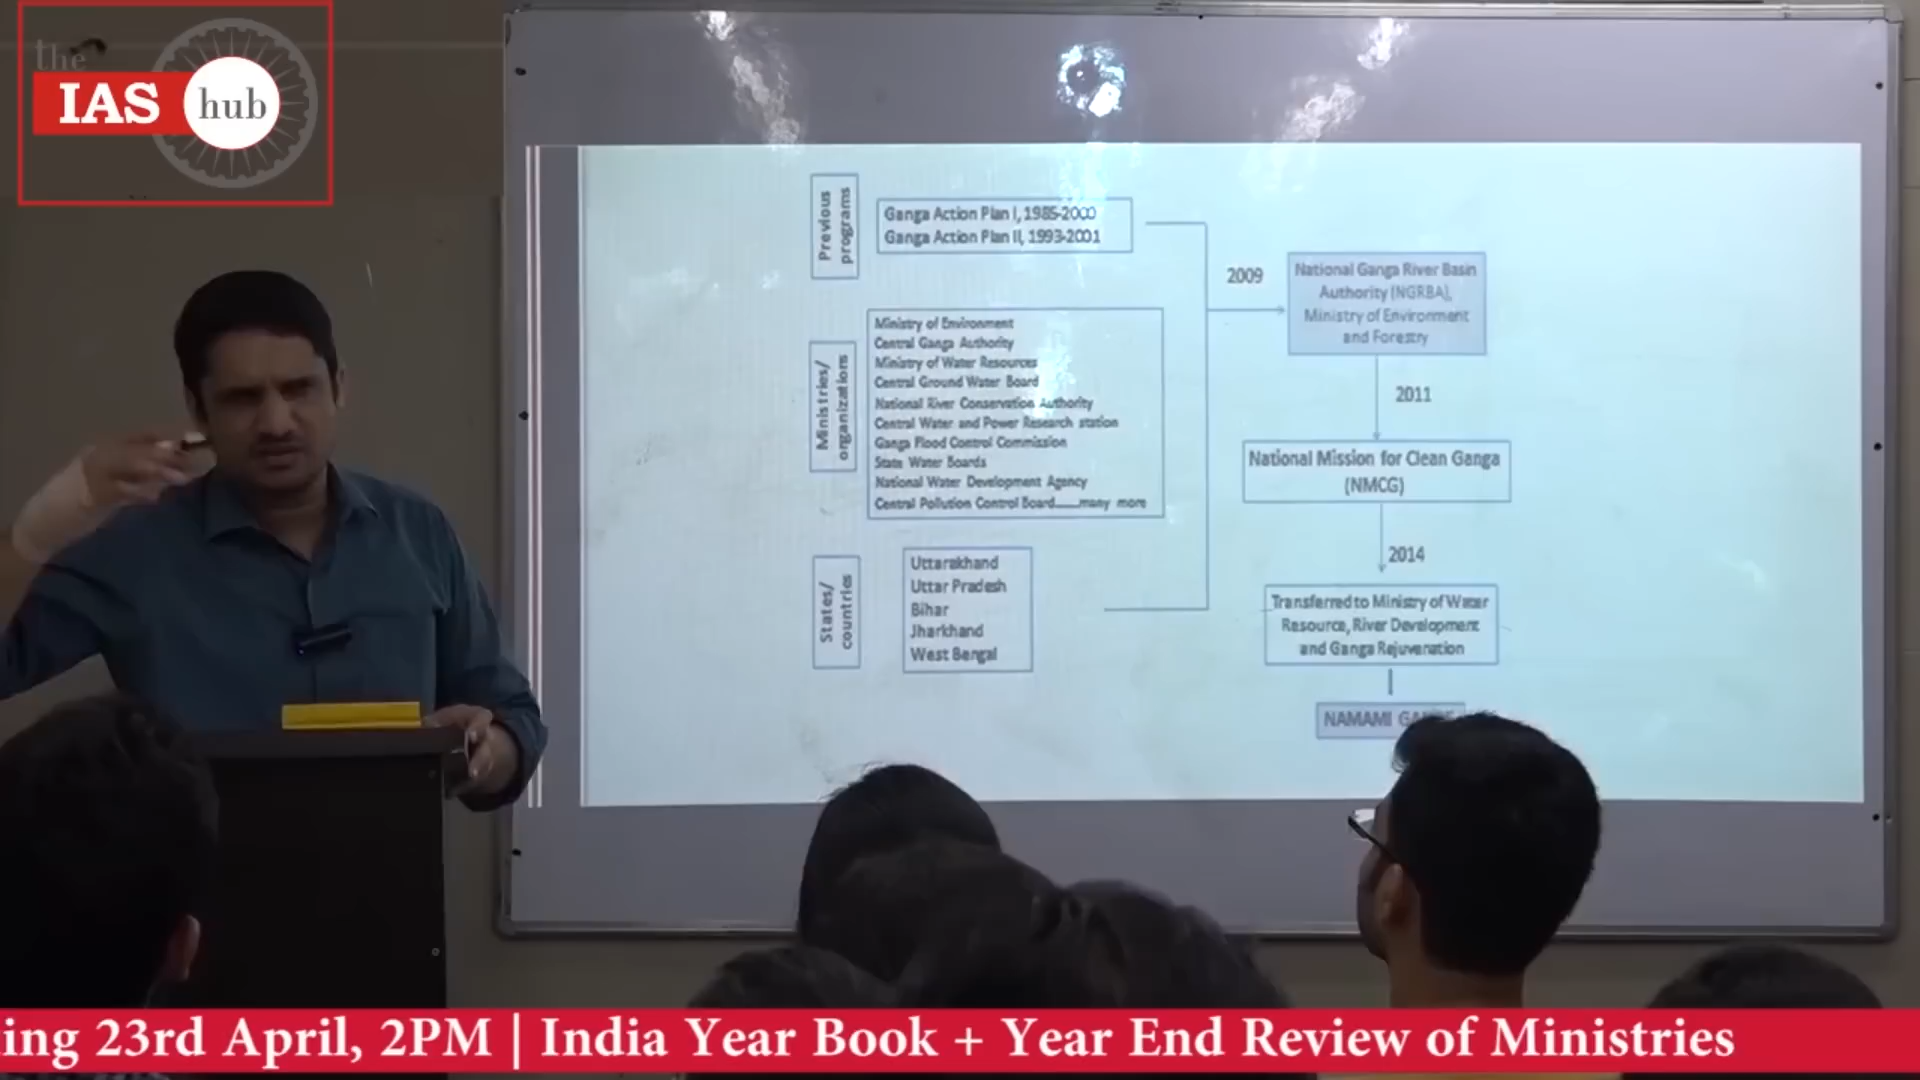 the
IAS hub
Previous programs
Ganga Action Plan I, 1985-2000
Ganga Action Plan II, 1993-2001
Ministries/ organizations
Ministry of Environment
Central Ganga Authority
Ministry of Water Resources
Central Ground Water Board
National River Conservation Authority
Central Water and Power Research station
Ganga Flood Control Commission
State Water Boards
National Water Development Agency
Central Pollution Control Board......many more
States/ countries
Uttarakhand
Uttar Pradesh
Bihar
Jharkhand
West Bengal
2009
National Ganga River Basin
Authority (NGRBA),
Ministry of Environment
and Forestry
2011
National Mission for Clean Ganga
(NMCG)
2014
Transferred to Ministry of Water
Resource, River Development
and Ganga Rejuvenation
NAMAMI
ing 23rd April, 2PM | India Year Book + Year End Review of Ministries